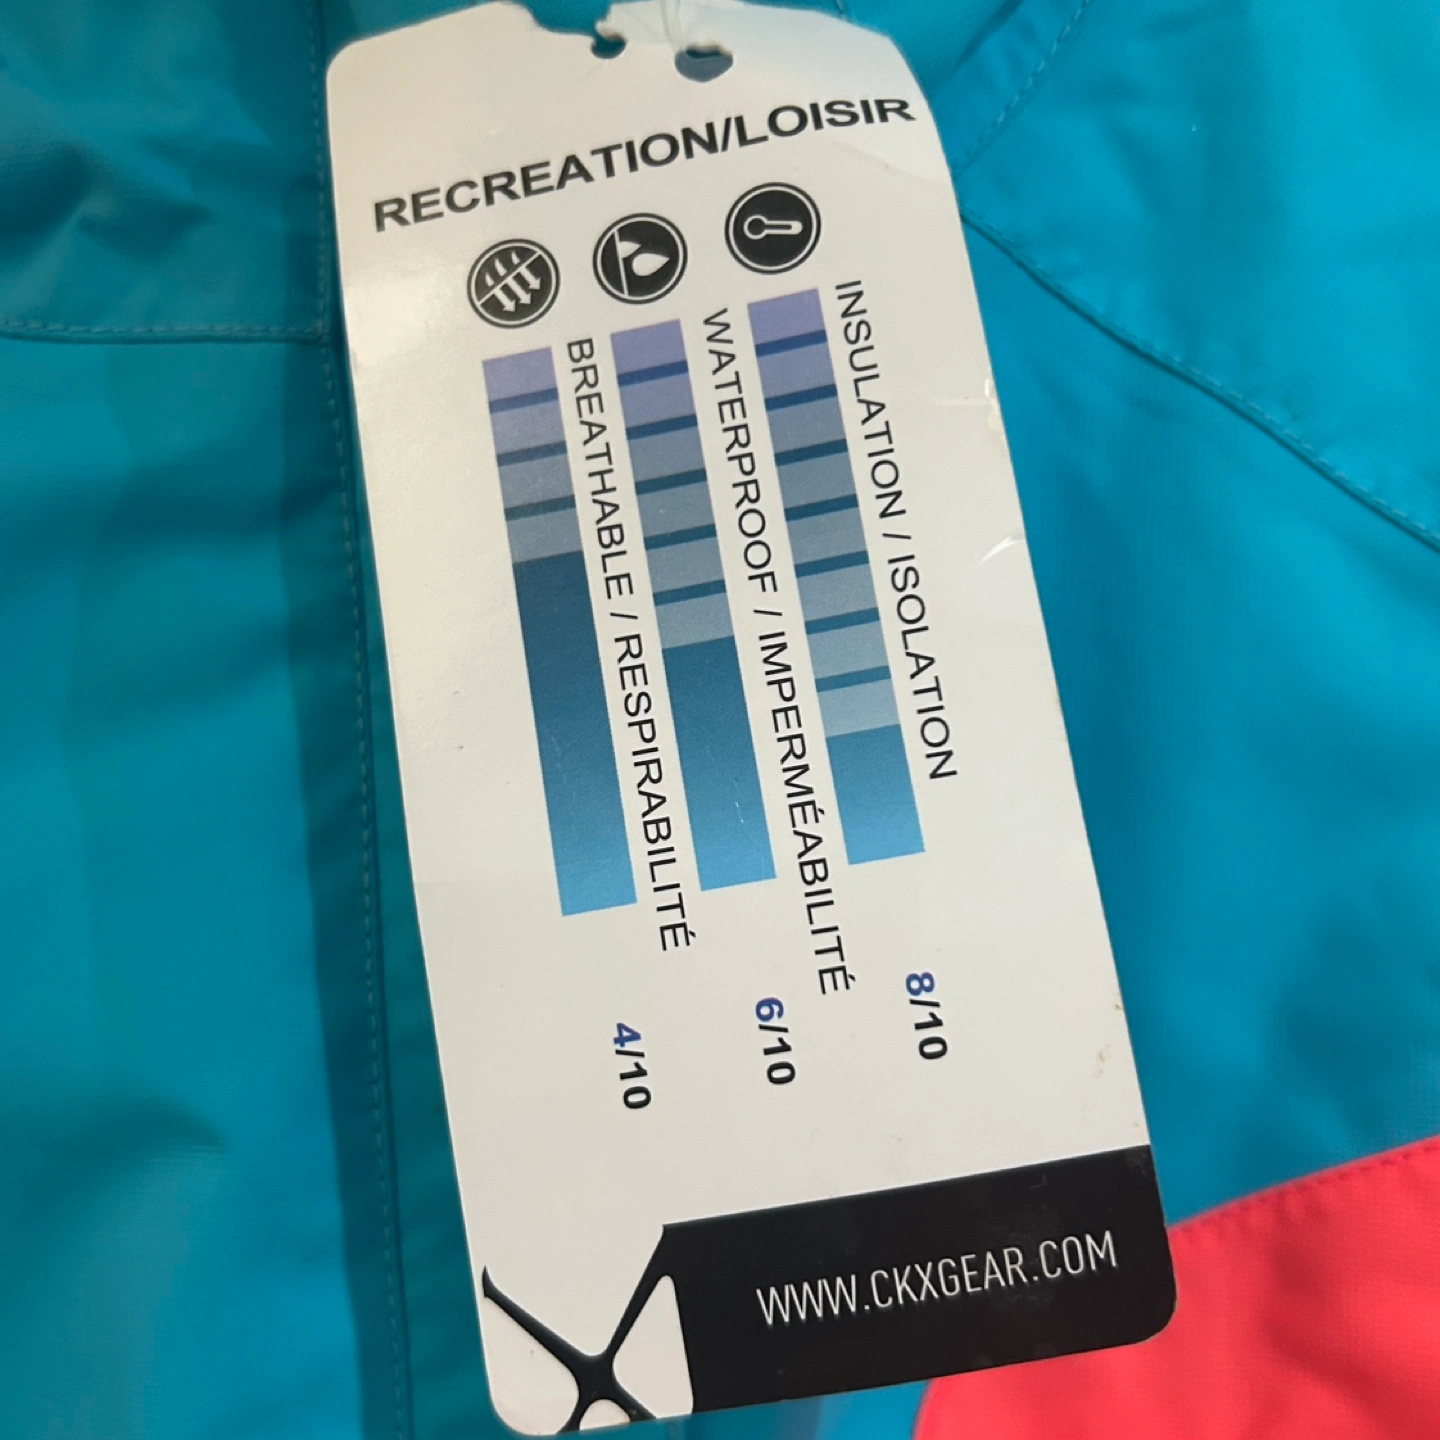 RECREATION/LOISIR
BREATHABLE / RESPIRABILITÉ
4/10
WATERPROOF / IMPERMÉABILITÉ
6/10
INSULATION / ISOLATION
8/10
WWW.CKXGEAR.COM